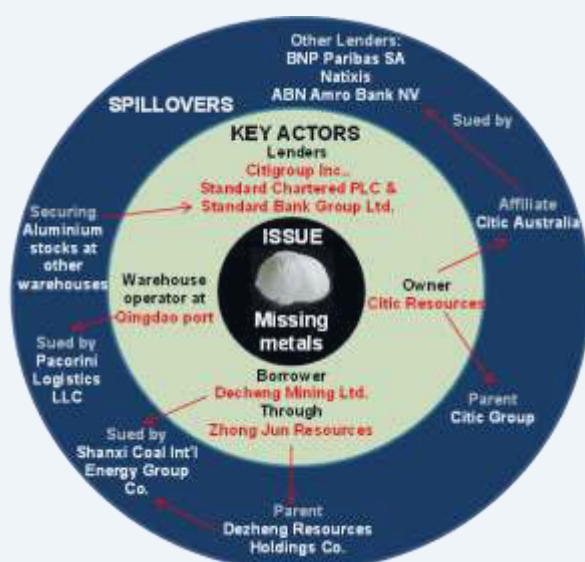 Other Lenders:
BNP Paribas SA
Natixis
ABN Amro Bank NV
SPILLOVERS
Sued by
KEY ACTORS
Lenders
Citigroup Inc.,
Standard Chartered PLC &
Standard Bank Group Ltd.
Securing
Aluminium
stocks at
other
warehouses
Affiliate
Citic Australia
ISSUE
Missing
metals
Warehouse
operator at
Qingdao port
Owner
Citic Resources
Sued by
Pacorini
Logistics
LLC
Parent
Citic Group
Borrower
Decheng Mining Ltd.
Through
Zhong Jun Resources
Sued by
Shanxi Coal Int'l
Energy Group
Co.
Parent
Dezheng Resources
Holdings Co.